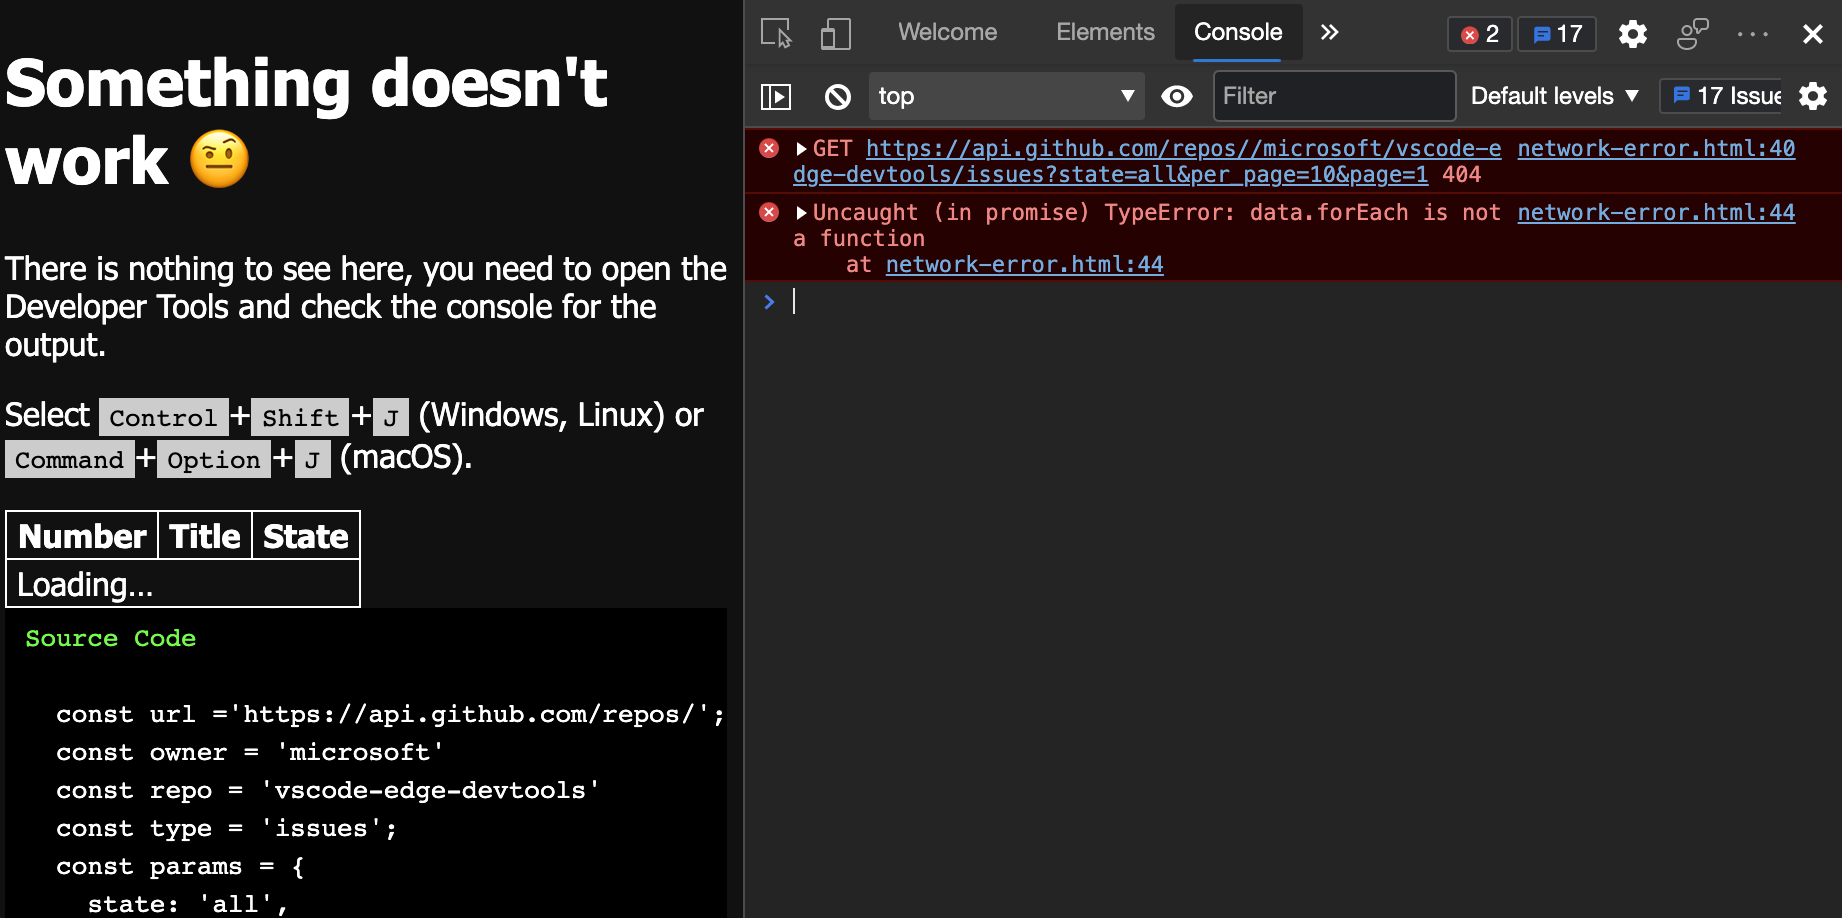 Something doesn't
work 🤨
There is nothing to see here, you need to open the
Developer Tools and check the console for the
output.
Select Control+Shift+J (Windows, Linux) or
Command+Option+J (macOS).
Number Title State
Loading...
Source Code
const url ='https://api.github.com/repos/';
const owner = 'microsoft'
const repo = 'vscode-edge-devtools'
const type = 'issues';
const params = {
state: 'all',
Welcome Elements Console 2 17
top Filter Default levels 17 Issue
GET https://api.github.com/repos//microsoft/vscode-e network-error.html:40
dge-devtools/issues?state=all&per_page=10&page=1 404
Uncaught (in promise) TypeError: data.forEach is not network-error.html:44
a function
at network-error.html:44